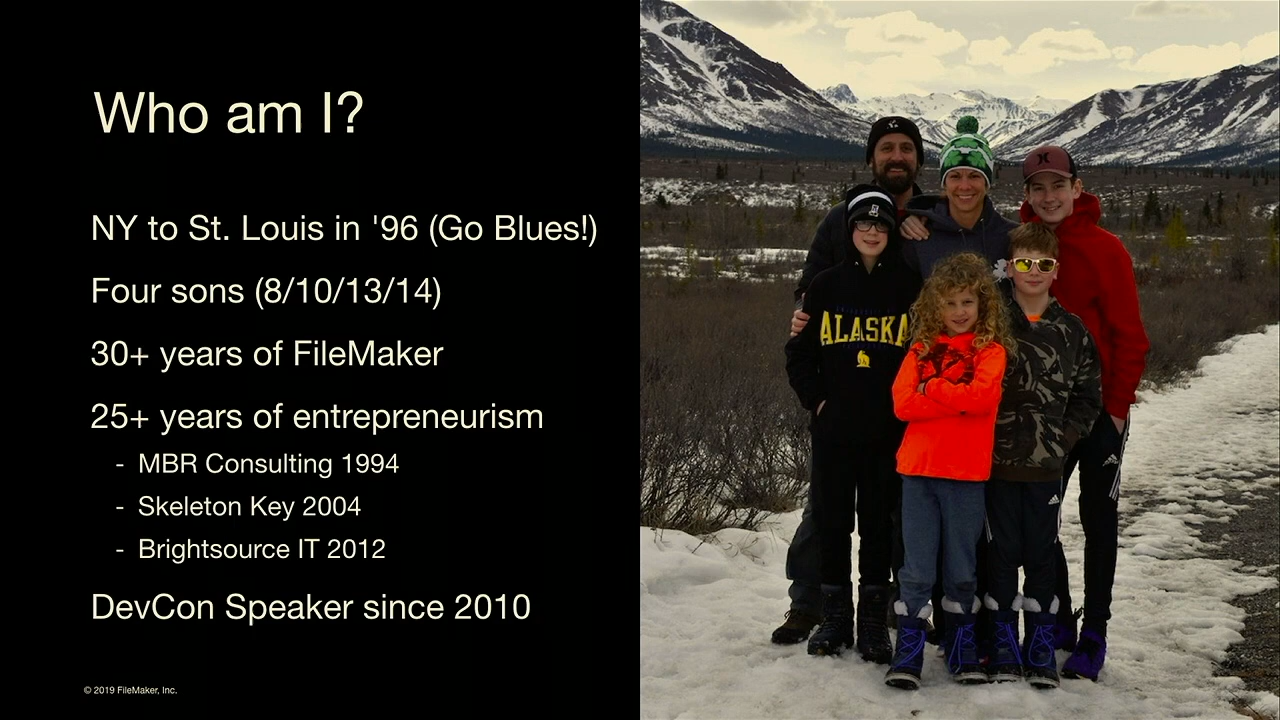 Who am I?
NY to St. Louis in '96 (Go Blues!)
Four sons (8/10/13/14)
30+ years of FileMaker
25+ years of entrepreneurism
- MBR Consulting 1994
- Skeleton Key 2004
- Brightsource IT 2012
DevCon Speaker since 2010
© 2019 FileMaker, Inc.
ALASKA